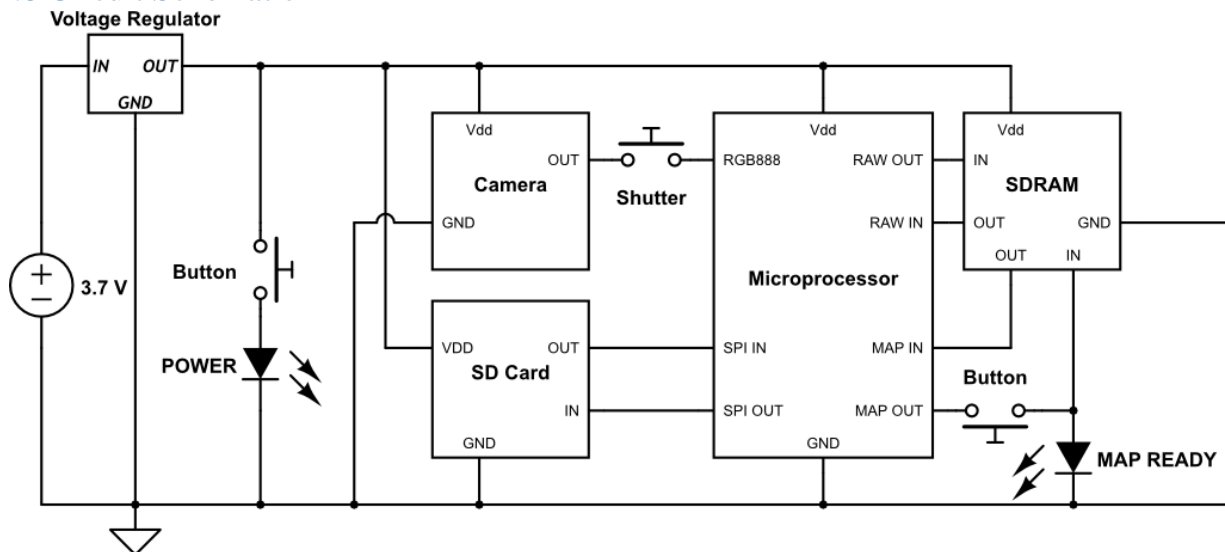 Voltage Regulator
IN OUT
GND
3.7 V
Button
POWER
Vdd
OUT
Camera
GND
Shutter
VDD
OUT
SD Card
IN
GND
Vdd
RGB888
RAW OUT
RAW IN
Microprocessor
SPI IN
MAP IN
SPI OUT
MAP OUT
GND
Vdd
IN
SDRAM
OUT
GND
OUT IN
Button
MAP READY